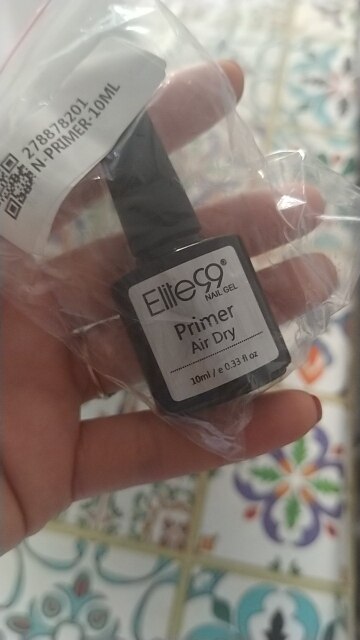 278878201
N-PRIMER-10ML
Elite99®
NAIL GEL
Primer
Air Dry
10ml / e 0.33 fl oz